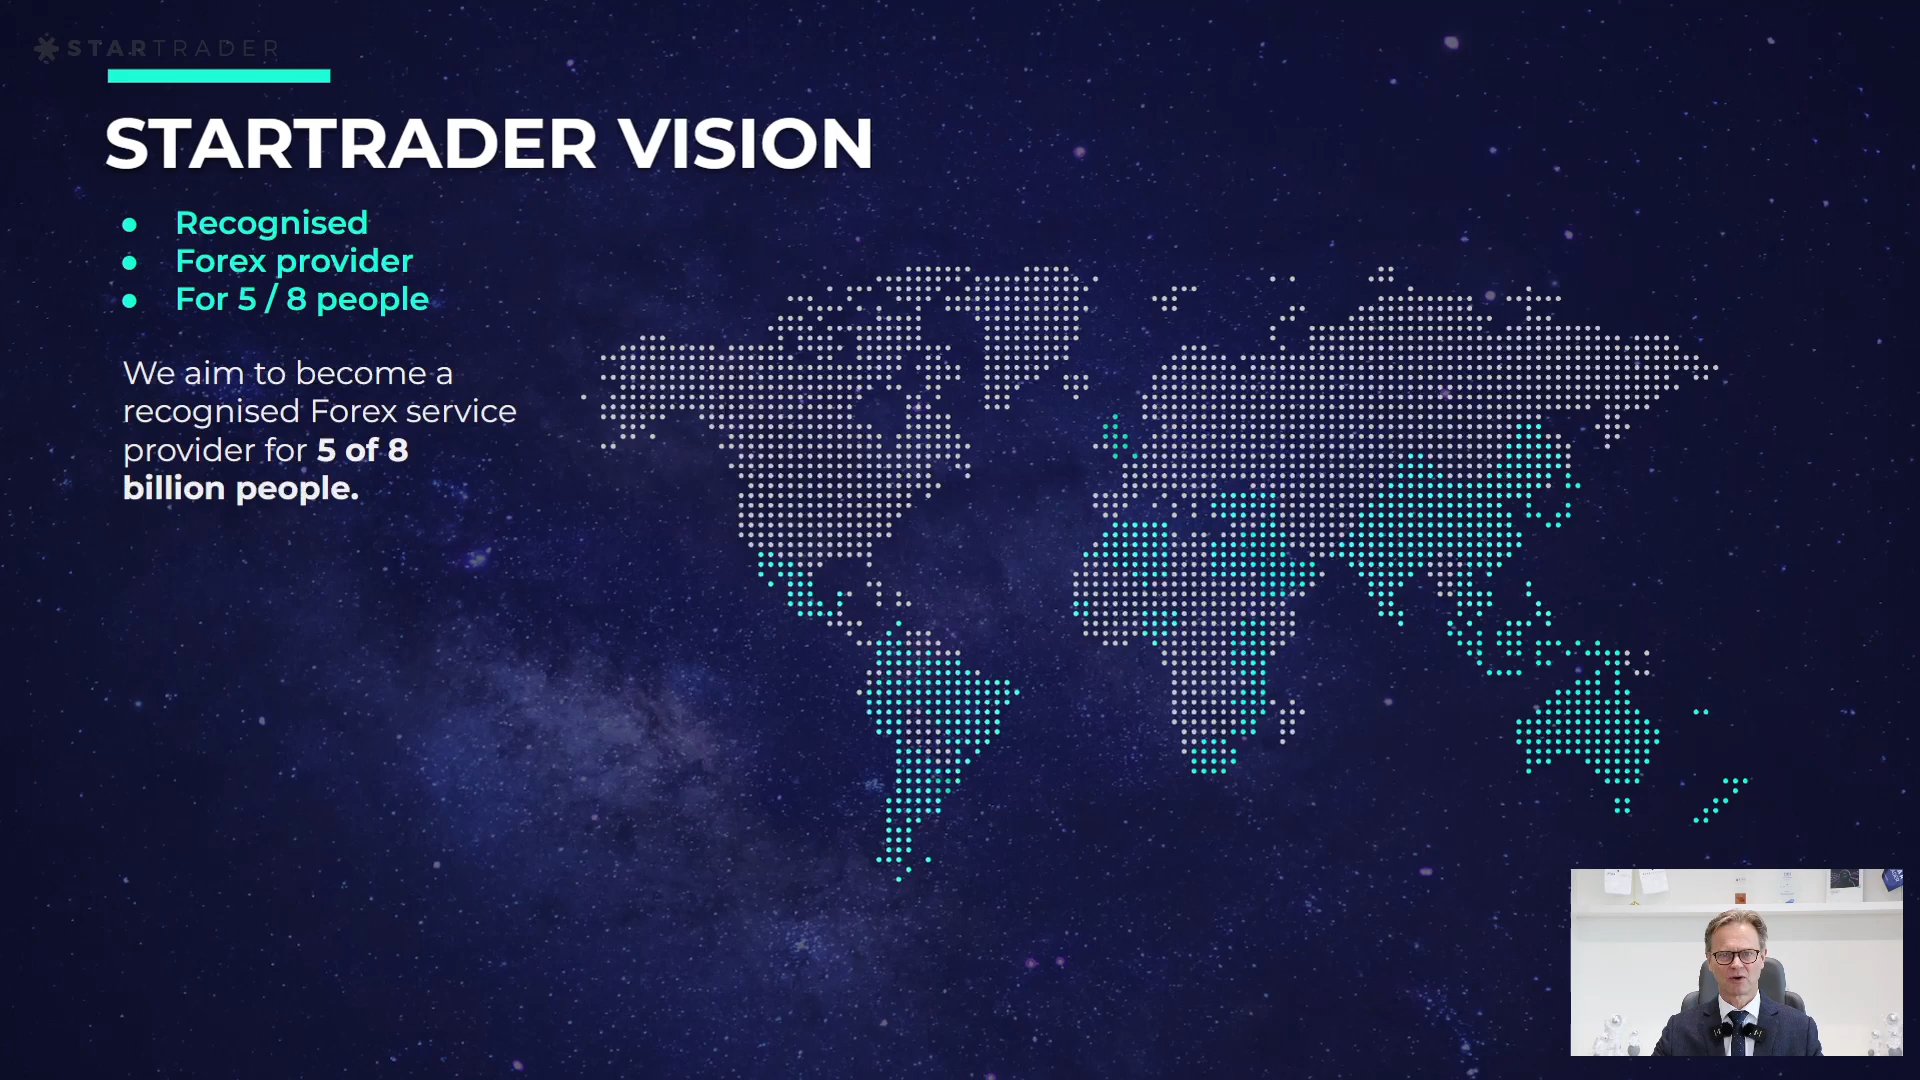 STARTRADER
STARTRADER VISION
● Recognised
● Forex provider
● For 5 / 8 people
We aim to become a
recognised Forex service
provider for 5 of 8
billion people.